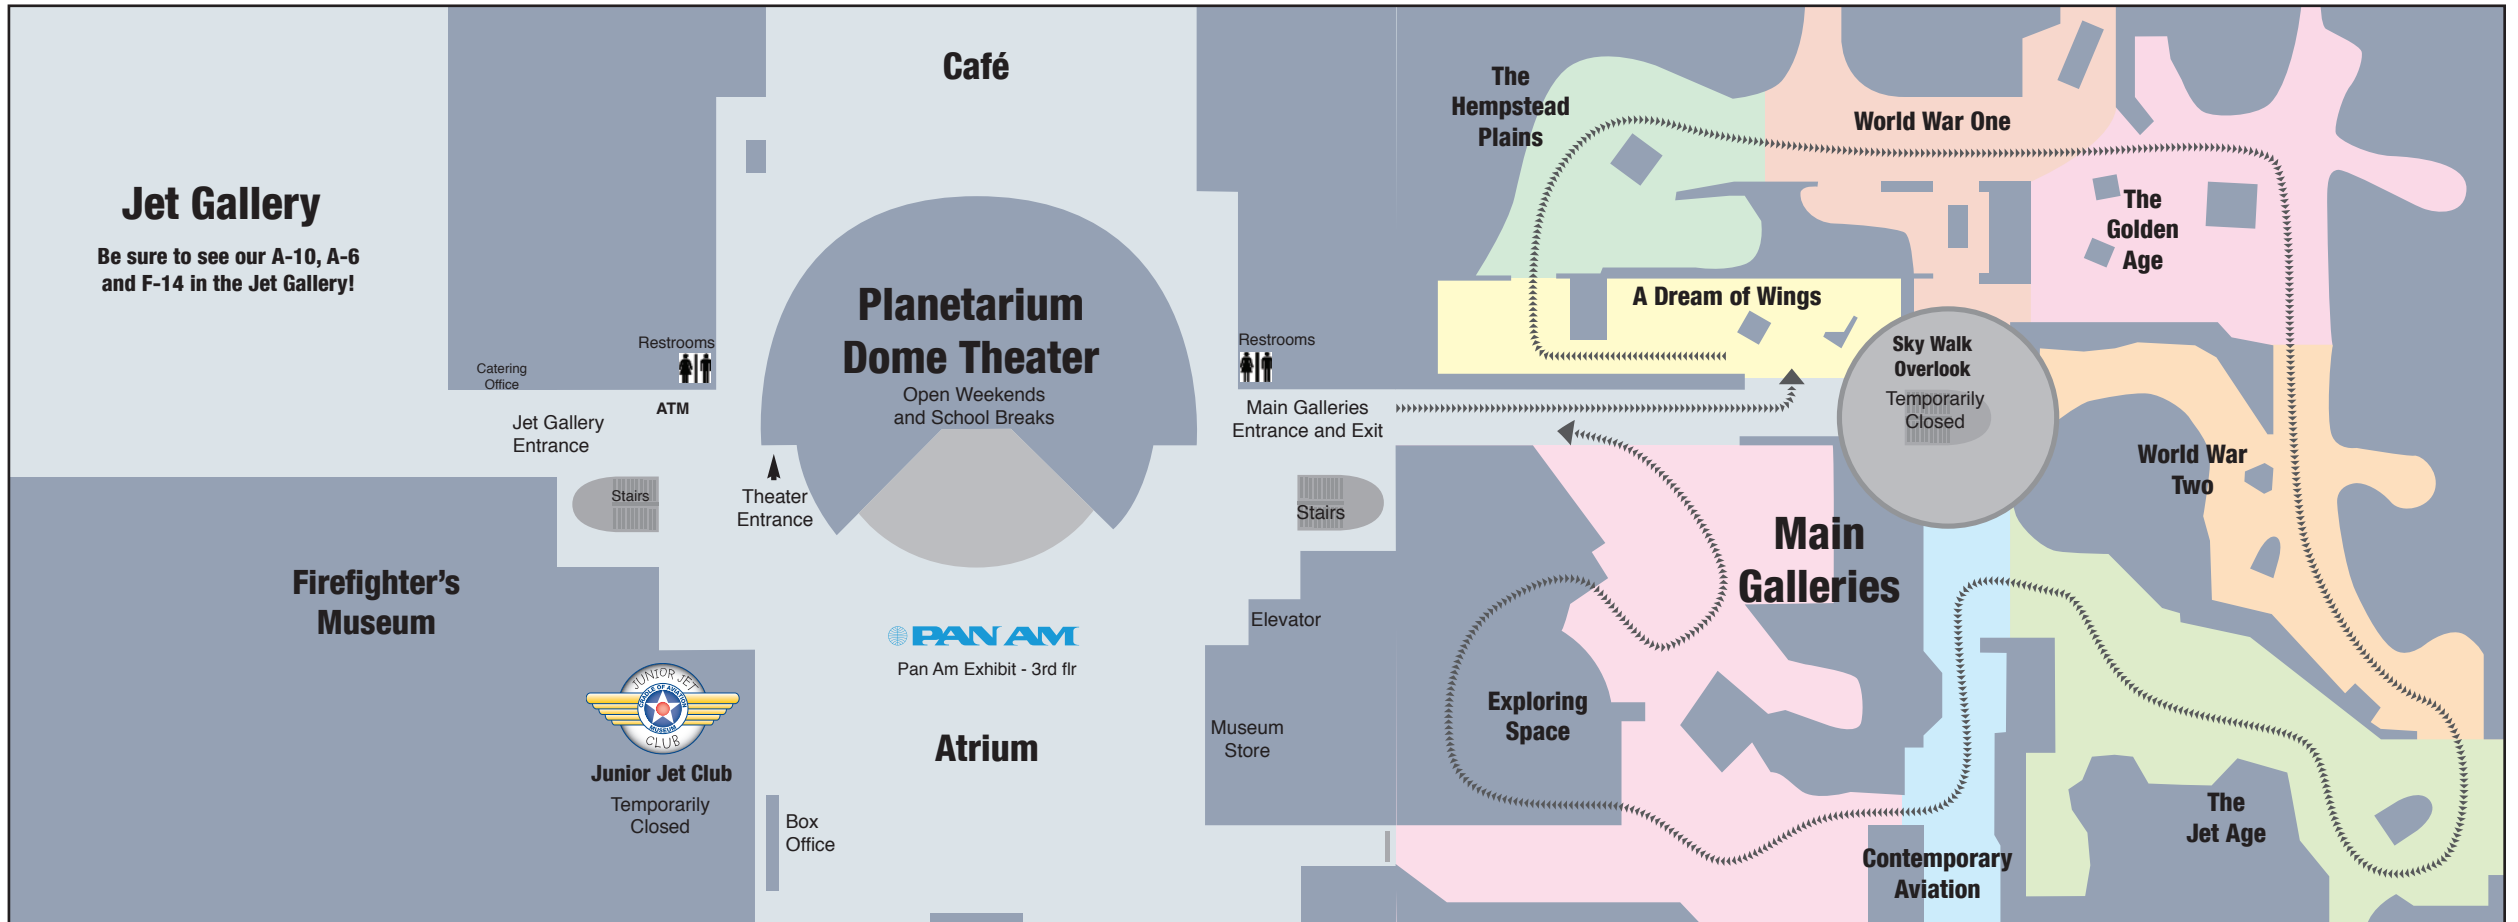 Jet Gallery
Be sure to see our A-10, A-6
and F-14 in the Jet Gallery!
Catering
Office
Restrooms
ATM
Jet Gallery
Entrance
Stairs
Firefighter’s
Museum
JUNIOR JET
CRADLE OF AVIATION
MUSEUM
CLUB
Junior Jet Club
Temporarily
Closed
Café
Planetarium
Dome Theater
Open Weekends
and School Breaks
Theater
Entrance
PAN AM
Pan Am Exhibit - 3rd flr
Atrium
Box
Office
Restrooms
Main Galleries
Entrance and Exit
Stairs
Elevator
Museum
Store
The
Hempstead
Plains
World War One
The
Golden
Age
A Dream of Wings
Sky Walk
Overlook
Temporarily
Closed
World War
Two
Main
Galleries
Exploring
Space
Contemporary
Aviation
The
Jet Age